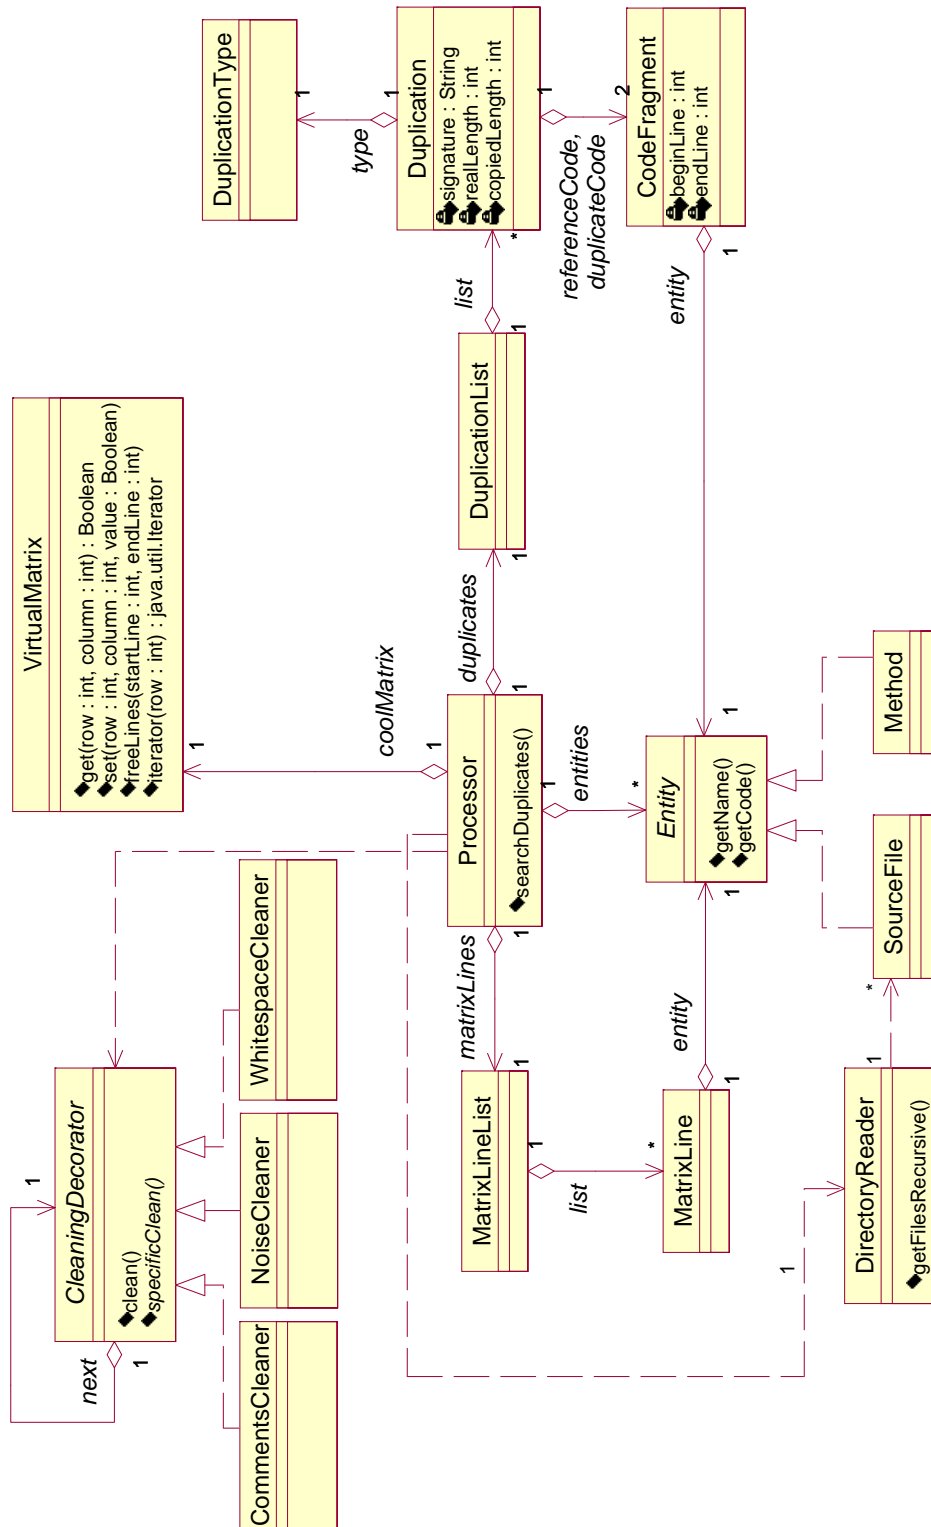 CleaningDecorator
clean()
specificClean()
next
1
1
CommentsCleaner
NoiseCleaner
WhitespaceCleaner
VirtualMatrix
get(row : int, column : int) : Boolean
set(row : int, column : int, value : Boolean)
freeLines(startLine : int, endLine : int)
iterator(row : int) : java.util.Iterator
1
coolMatrix
1
DuplicationType
1
type
1
Processor
searchDuplicates()
matrixLines
1
1
duplicates
1
1
DuplicationList
list
1
*
Duplication
signature : String
realLength : int
copiedLength : int
1
referenceCode,
duplicateCode
2
MatrixLineList
1
list
*
MatrixLine
entity
1
1
1
entities
*
Entity
getName()
getCode()
1
entity
1
CodeFragment
beginLine : int
endLine : int
1
DirectoryReader
getFilesRecursive()
1
*
SourceFile
Method